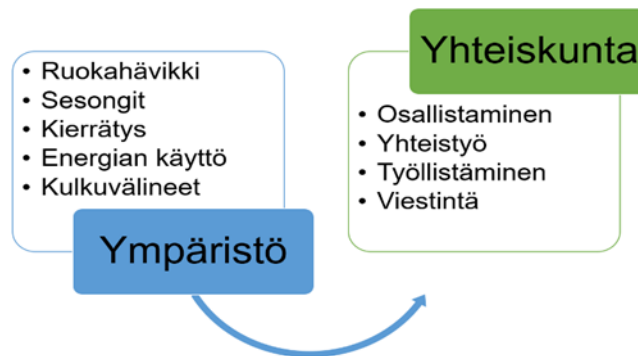 • Ruokahävikki
• Sesongit
• Kierrätys
• Energian käyttö
• Kulkuvälineet
Ympäristö
Yhteiskunta
• Osallistaminen
• Yhteistyö
• Työllistäminen
• Viestintä